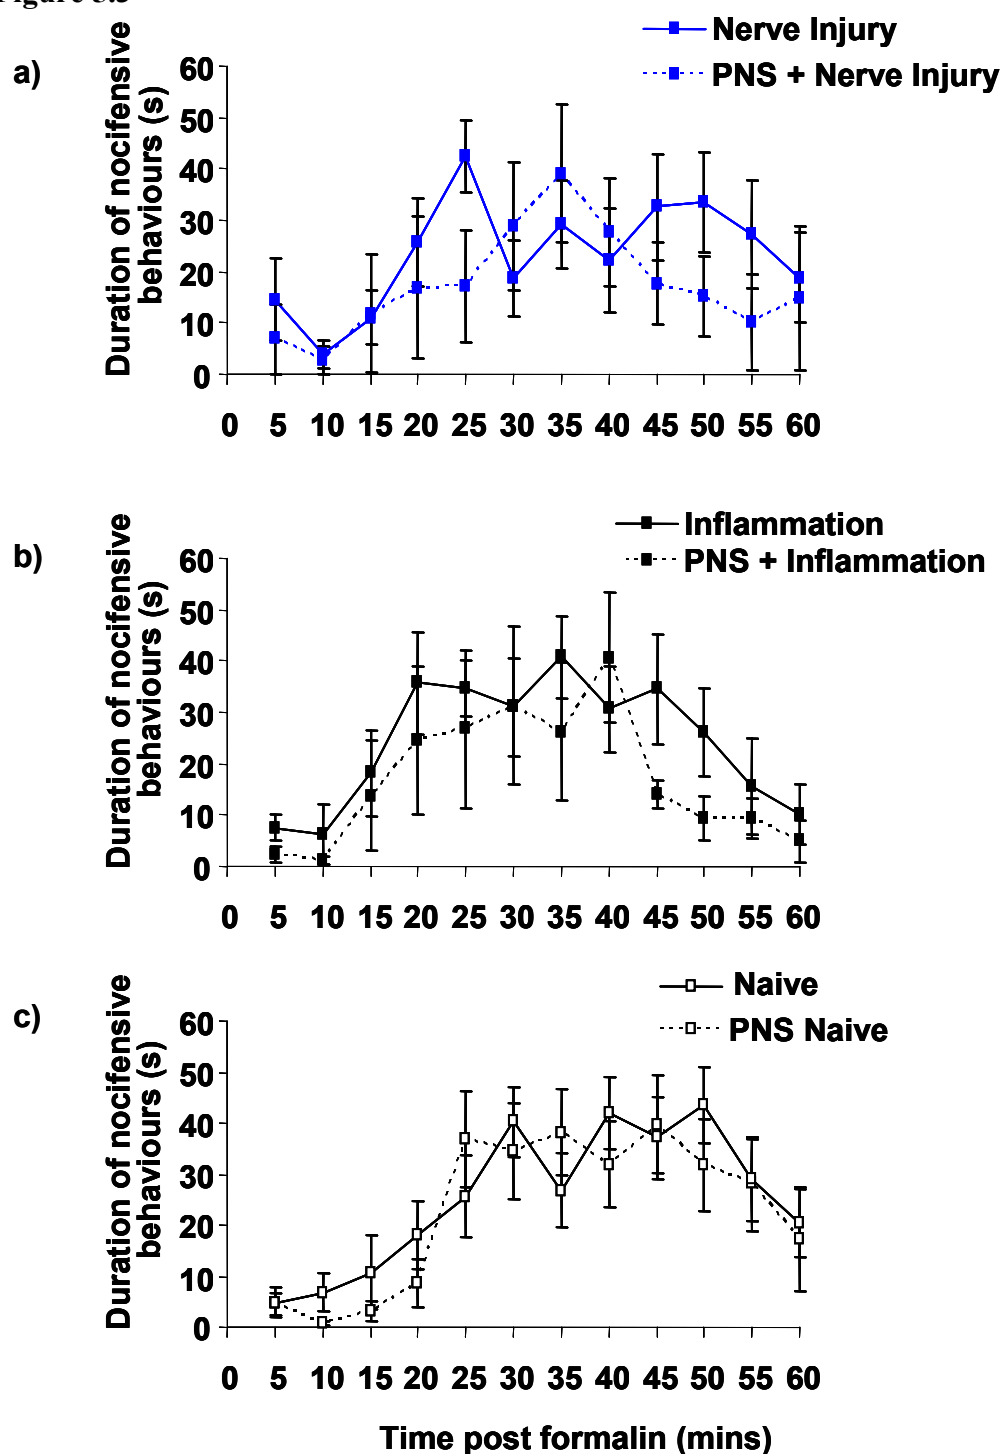 Nerve Injury
PNS + Nerve Injury
a)
Duration of nocifensive
behaviours (s)
60
50
40
30
20
10
0
0 5 10 15 20 25 30 35 40 45 50 55 60
Inflammation
PNS + Inflammation
b)
Duration of nocifensive
behaviours (s)
60
50
40
30
20
10
0
0 5 10 15 20 25 30 35 40 45 50 55 60
Naive
PNS Naive
c)
Duration of nocifensive
behaviours (s)
60
50
40
30
20
10
0
0 5 10 15 20 25 30 35 40 45 50 55 60
Time post formalin (mins)